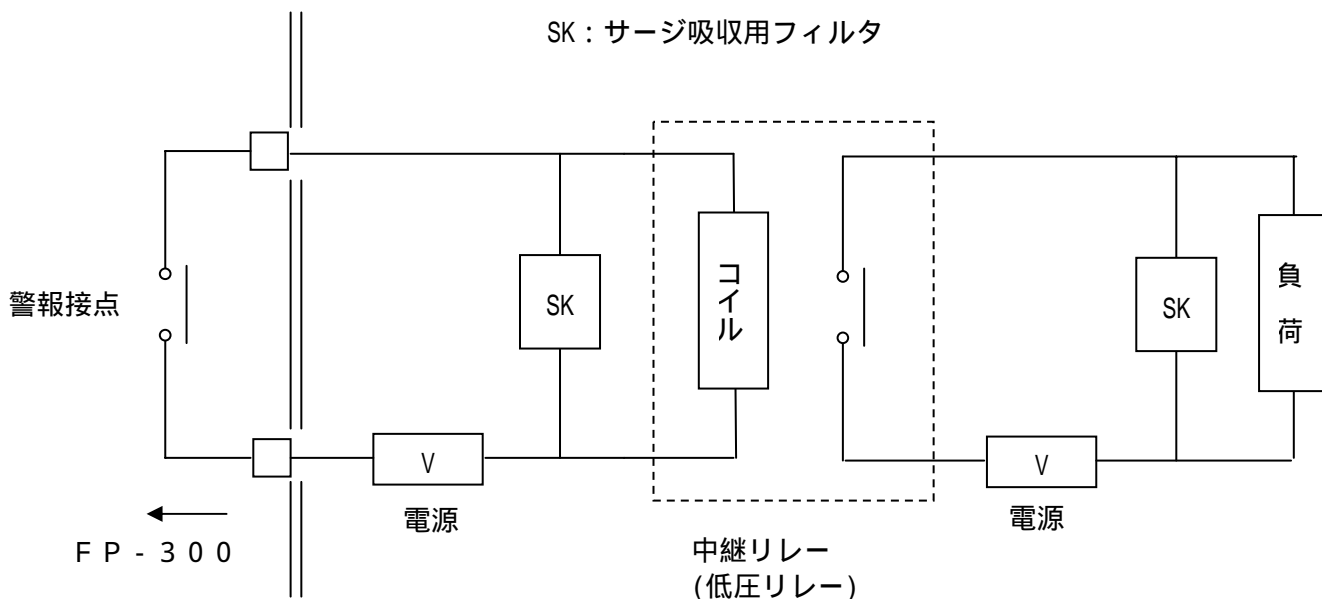 SK：サージ吸収用フィルタ
警報接点
SK
コイル
SK
負荷
V
電源
V
電源
ＦＰ-３００
中継リレー
(低圧リレー)